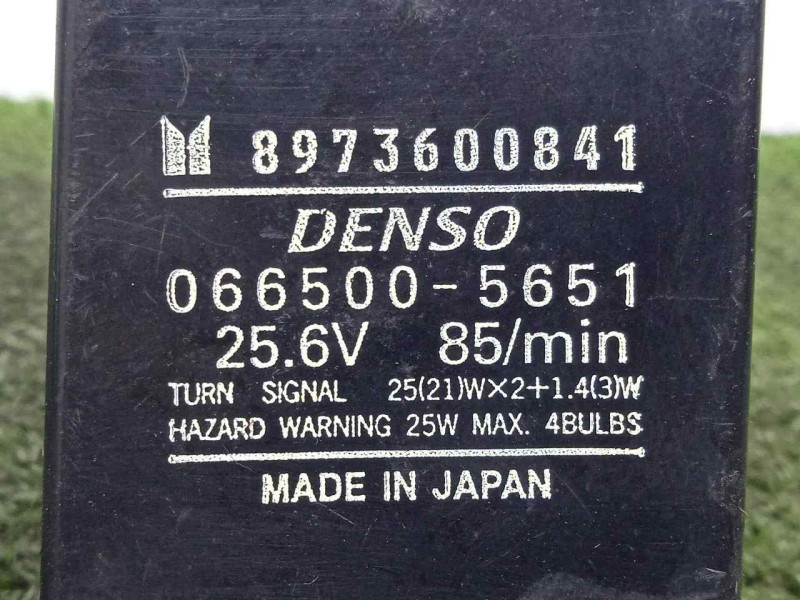 8973600841
DENSO
066500-5651
25.6V 85/min
TURN SIGNAL 25(21)W×2+1.4(3)W
HAZARD WARNING 25W MAX. 4BULBS
MADE IN JAPAN